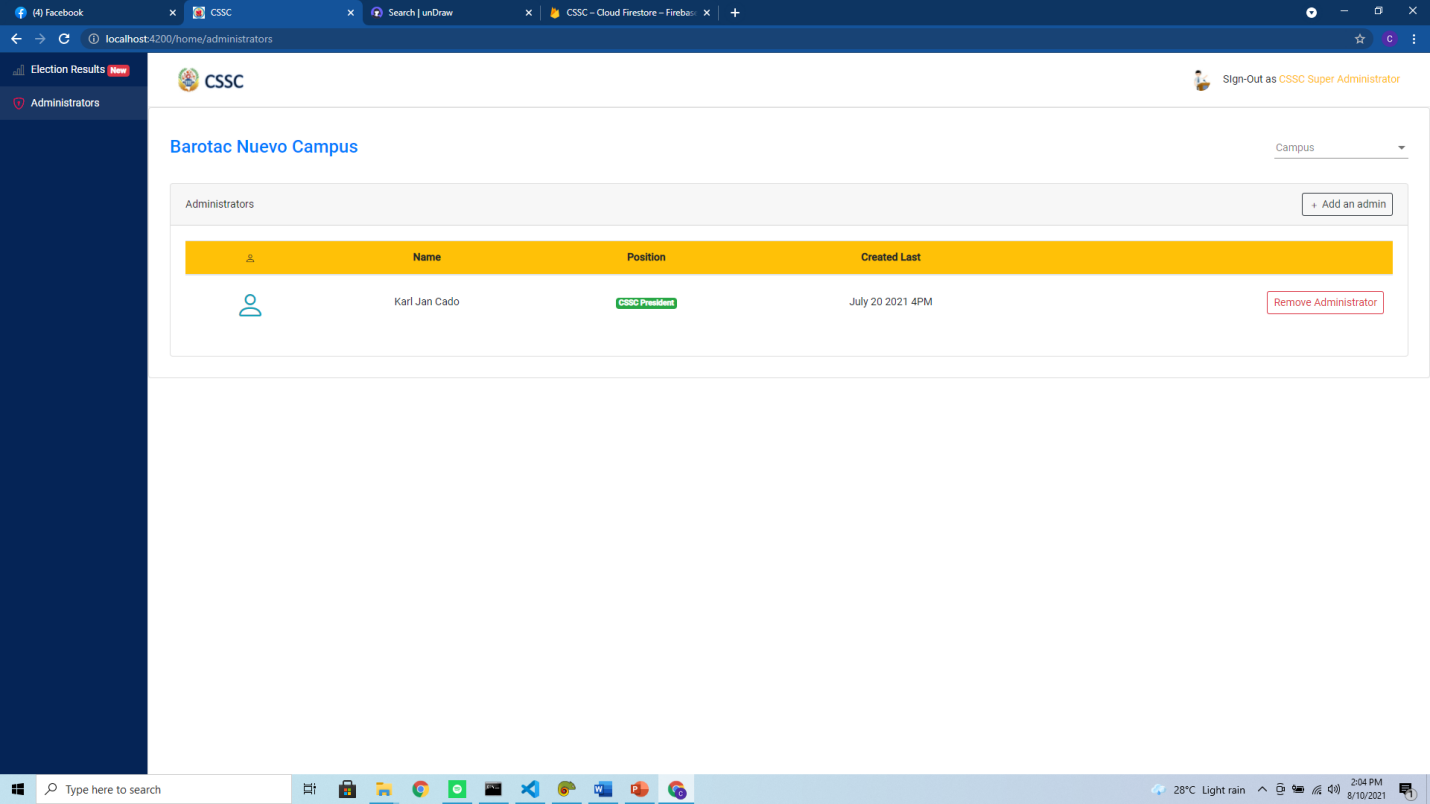 (4) Facebook
CSSC
Search | unDraw
CSSC – Cloud Firestore – Firebase
localhost:4200/home/administrators
C
Election Results New
Administrators
CSSC
SIgn-Out as CSSC Super Administrator
Barotac Nuevo Campus
Campus
Administrators
+ Add an admin
Name Position Created Last
Karl Jan Cado CSSC President July 20 2021 4PM Remove Administrator
Type here to search
28°C Light rain
2:04 PM
8/10/2021
1